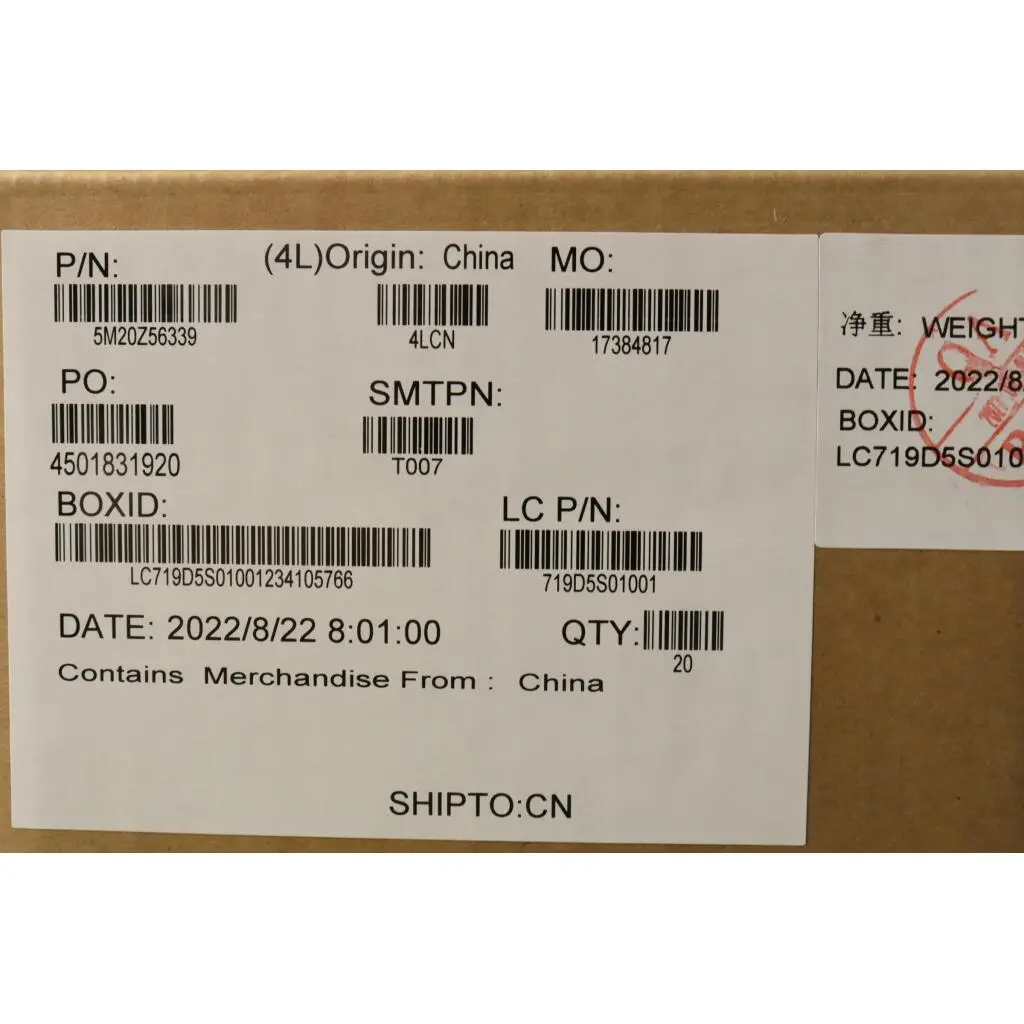 P/N: (4L)Origin: China MO:
5M20Z56339 4LCN 17384817
PO: SMTPN:
4501831920 T007
BOXID: LC P/N:
LC719D5S01001234105766 719D5S01001
DATE: 2022/8/22 8:01:00 QTY:
20
Contains Merchandise From : China
SHIPTO:CN
净重: WEIGHT
DATE: 2022/8/
BOXID:
LC719D5S010